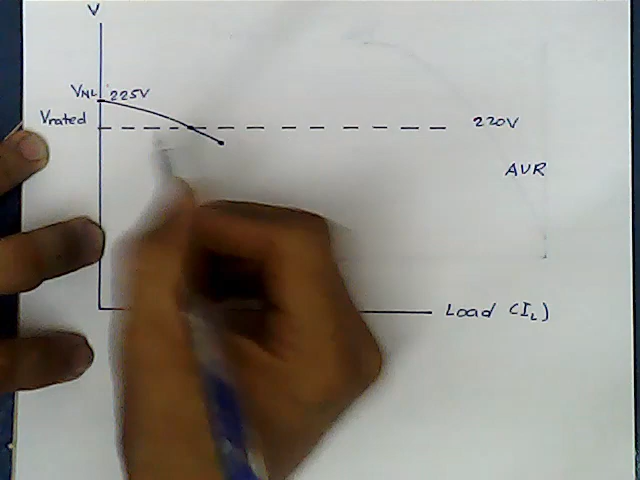 V
VNL 225V
Vrated
220V
AVR
Load (IL)